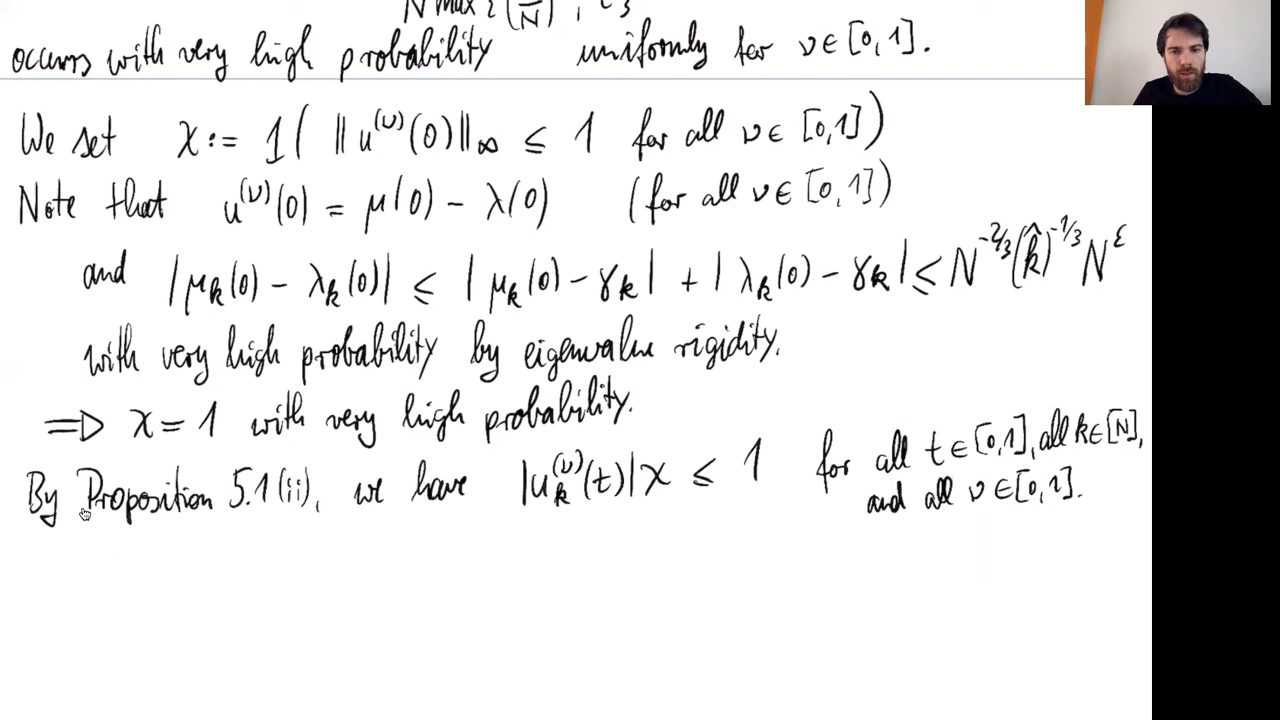 N max { (—/N) , c₃
occurs with very high probability uniformly for ν∈[0,1].
We set χ := 1( ‖u^(ν)(0)‖_∞ ≤ 1 for all ν∈[0,1])
Note that u^(ν)(0) = μ(0) − λ(0) (for all ν∈[0,1])
and |μ_k(0) − λ_k(0)| ≤ |μ_k(0) − γ_k| + |λ_k(0) − γ_k| ≤ N^{-2/3}(k̂)^{-1/3} N^ε
with very high probability by eigenvalue rigidity.
⟹ χ = 1 with very high probability.
By Proposition 5.1(ii), we have |u_k^(ν)(t)|χ ≤ 1 for all t∈[0,1], all k∈[N],
and all ν∈[0,1].